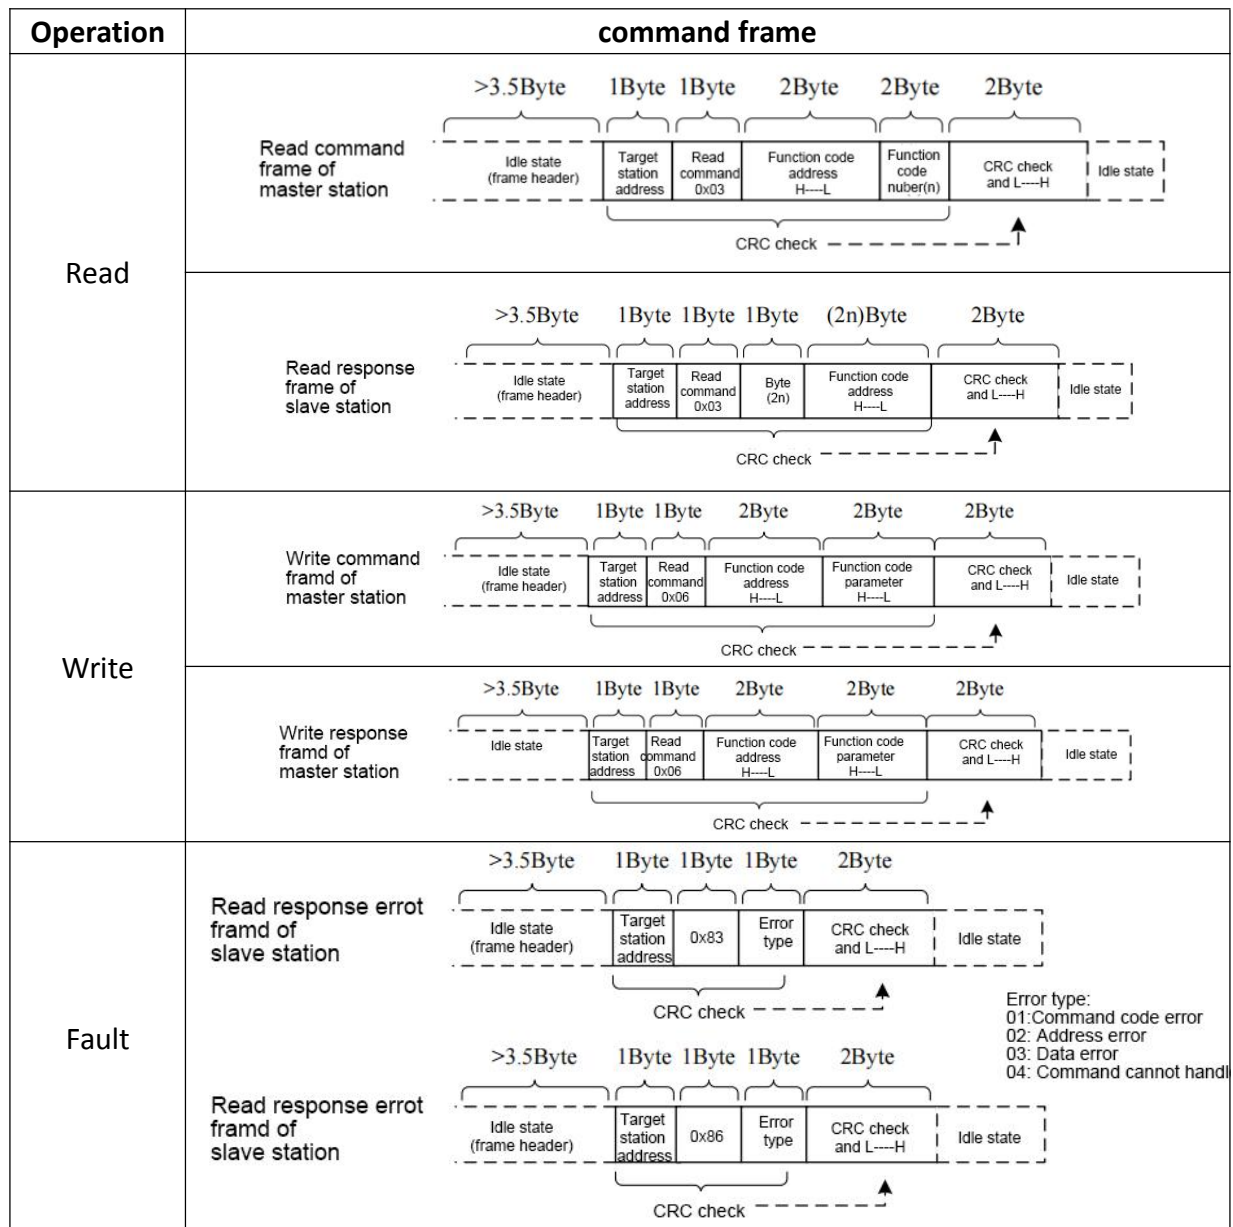 Operation
command frame
Read
>3.5Byte 1Byte 1Byte 2Byte 2Byte 2Byte
Read command
frame of
master station
Idle state
(frame header)
Target
station
address
Read
command
0x03
Function code
address
H----L
Function
code
nuber(n)
CRC check
and L----H
Idle state
CRC check
>3.5Byte 1Byte 1Byte 1Byte (2n)Byte 2Byte
Read response
frame of
slave station
Idle state
(frame header)
Target
station
address
Read
command
0x03
Byte
(2n)
Function code
address
H----L
CRC check
and L----H
Idle state
CRC check
Write
>3.5Byte 1Byte 1Byte 2Byte 2Byte 2Byte
Write command
framd of
master station
Idle state
(frame header)
Target
station
address
Read
command
0x06
Function code
address
H----L
Function code
parameter
H----L
CRC check
and L----H
Idle state
CRC check
>3.5Byte 1Byte 1Byte 2Byte 2Byte 2Byte
Write response
framd of
master station
Idle state
Target
station
address
Read
command
0x06
Function code
address
H----L
Function code
parameter
H----L
CRC check
and L----H
Idle state
CRC check
Fault
>3.5Byte 1Byte 1Byte 1Byte 2Byte
Read response errot
framd of
slave station
Idle state
(frame header)
Target
station
address
0x83
Error
type
CRC check
and L----H
Idle state
CRC check
Error type:
01:Command code error
02: Address error
03: Data error
04: Command cannot handl
>3.5Byte 1Byte 1Byte 1Byte 2Byte
Read response errot
framd of
slave station
Idle state
(frame header)
Target
station
address
0x86
Error
type
CRC check
and L----H
Idle state
CRC check